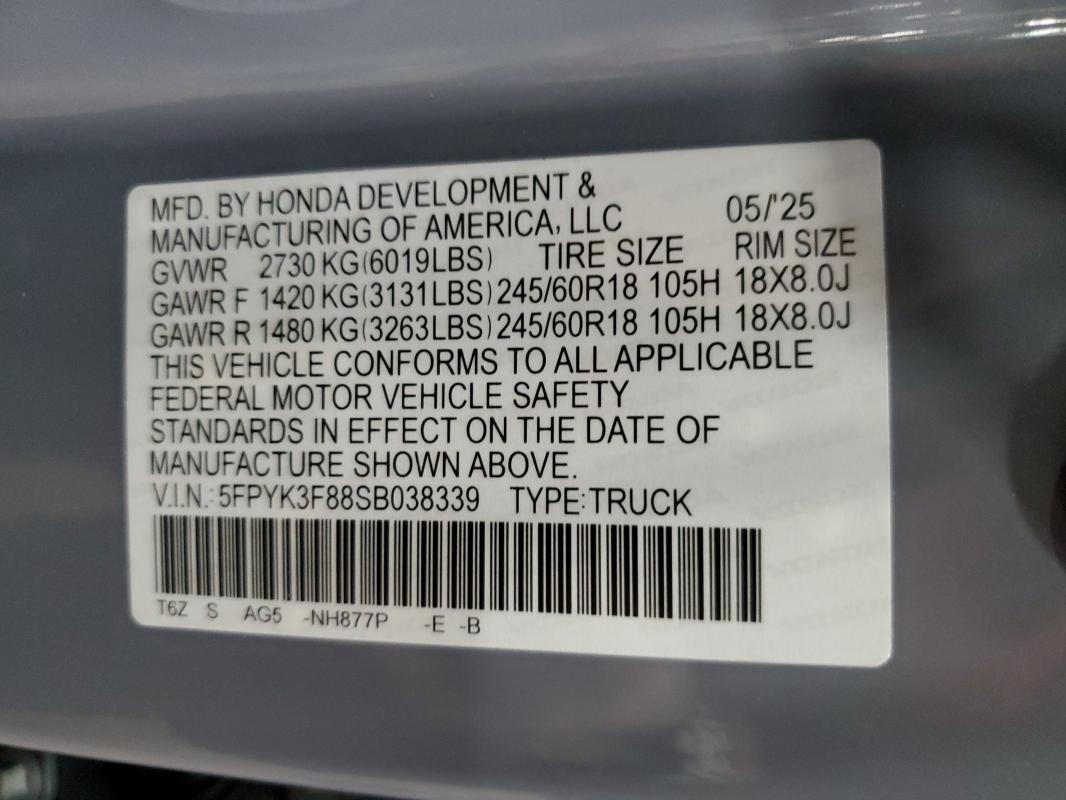 MFD. BY HONDA DEVELOPMENT &
MANUFACTURING OF AMERICA, LLC 05/'25
GVWR 2730 KG(6019LBS) TIRE SIZE RIM SIZE
GAWR F 1420 KG(3131LBS) 245/60R18 105H 18X8.0J
GAWR R 1480 KG(3263LBS) 245/60R18 105H 18X8.0J
THIS VEHICLE CONFORMS TO ALL APPLICABLE
FEDERAL MOTOR VEHICLE SAFETY
STANDARDS IN EFFECT ON THE DATE OF
MANUFACTURE SHOWN ABOVE.
V.I.N.: 5FPYK3F88SB038339 TYPE:TRUCK
T6Z S AG5 -NH877P -E -B